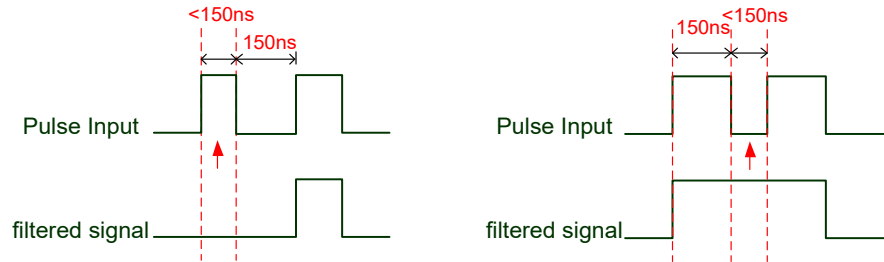 <150ns
150ns
Pulse Input
filtered signal
<150ns
150ns
Pulse Input
filtered signal